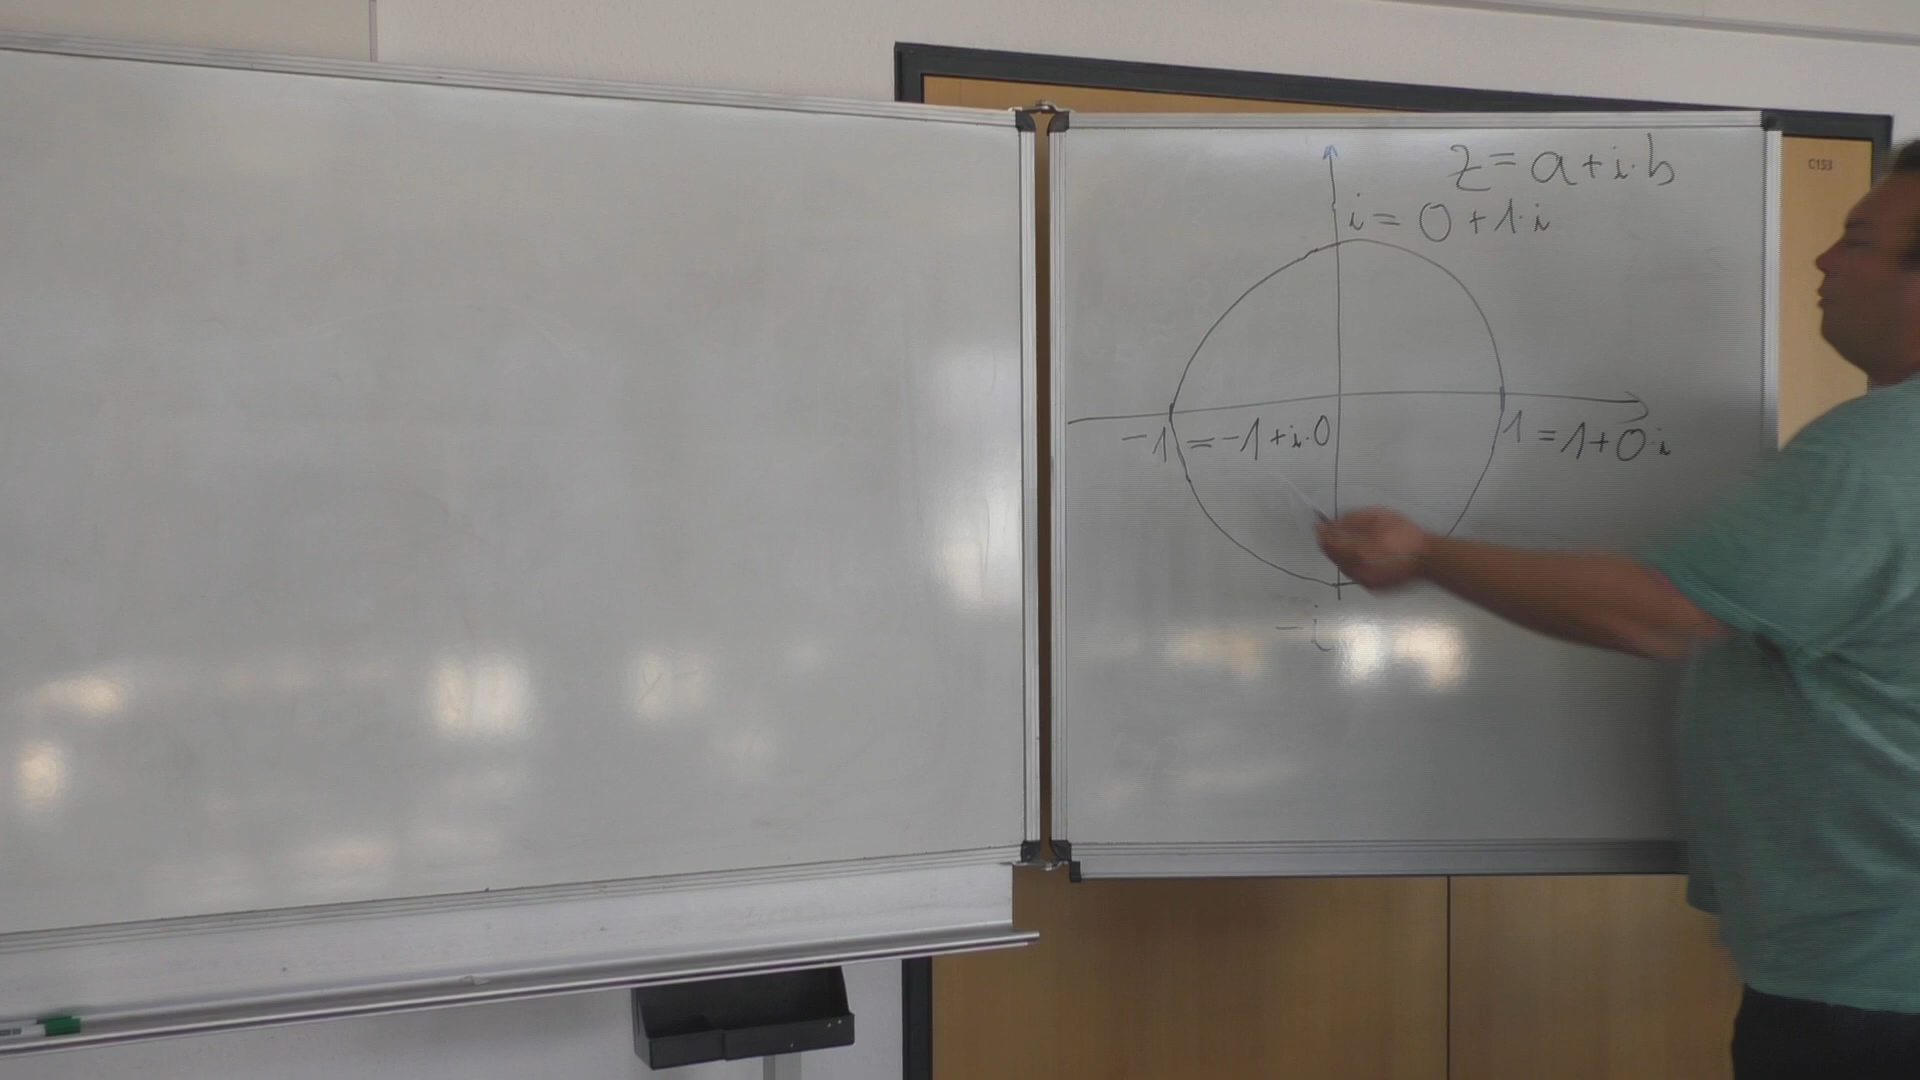 z = a + i·b
i = 0 + 1·i
-1 = -1 + i·0
1 = 1 + 0·i
-i
C153